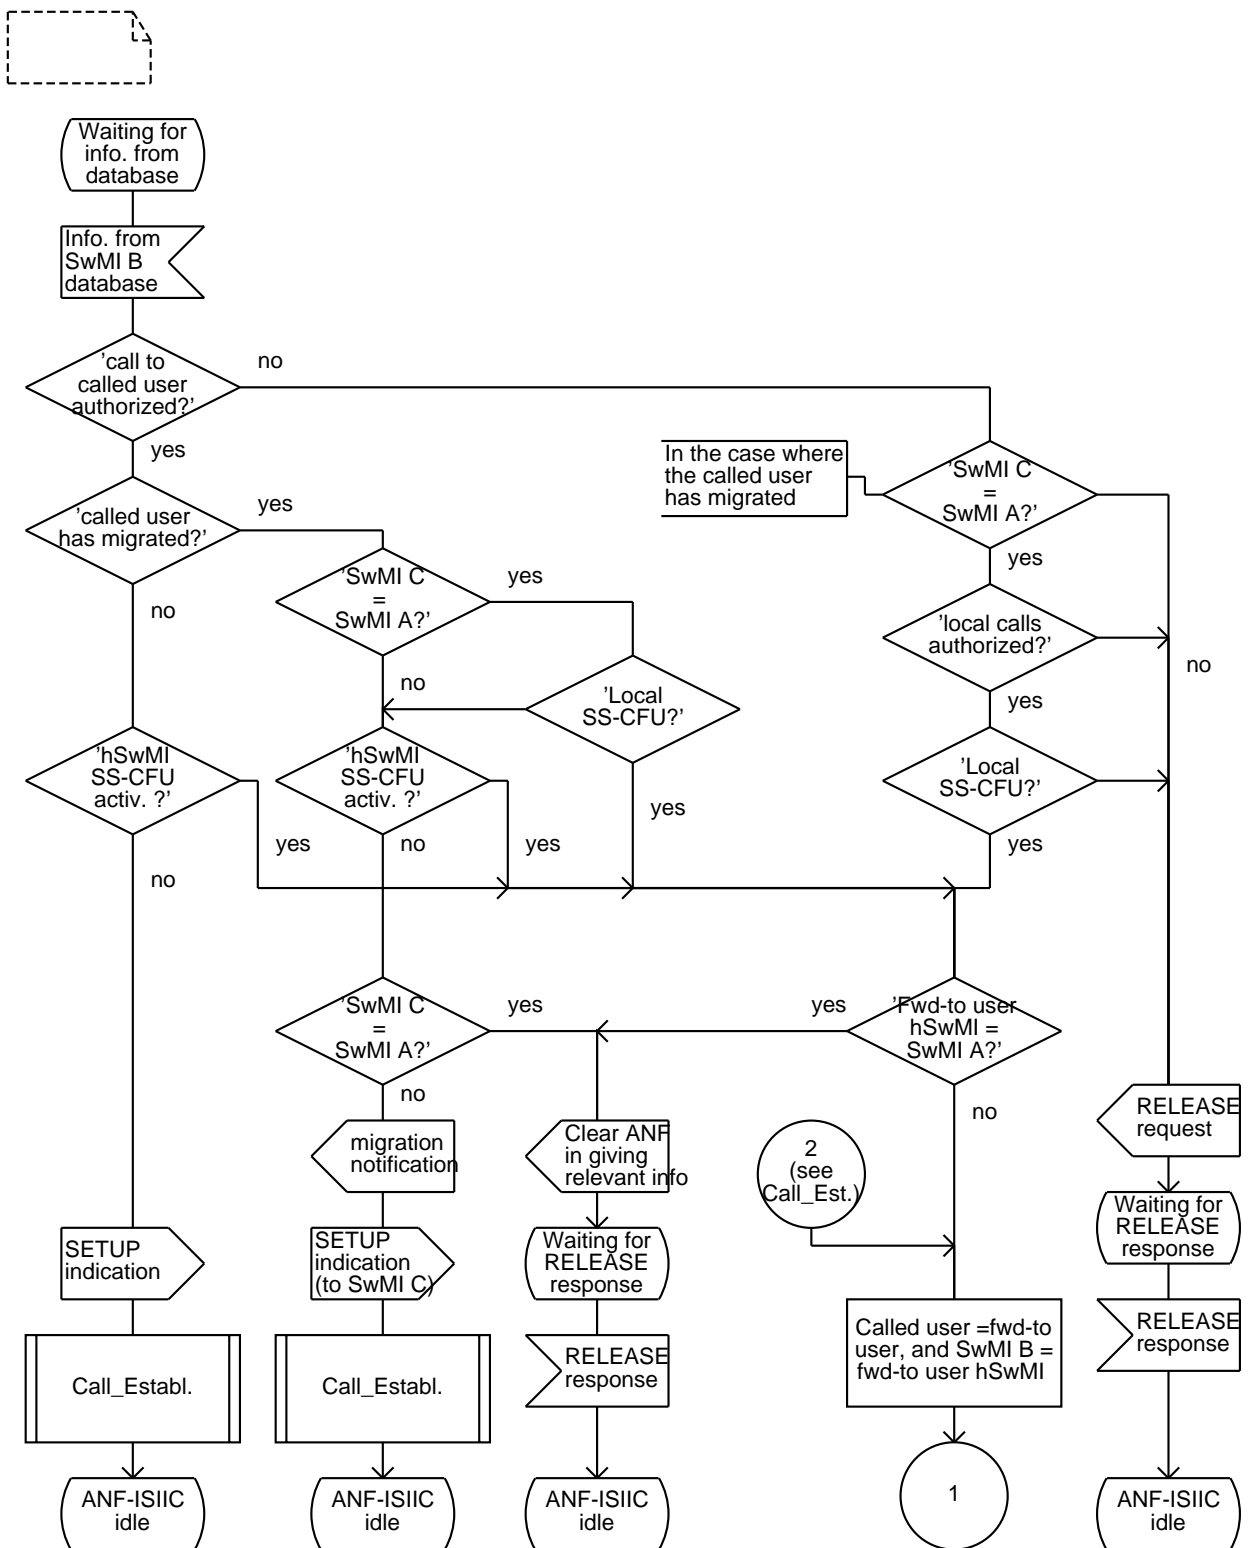 Waiting for
info. from
database
Info. from
SwMI B
database
'call to
called user
authorized?'
no
yes
In the case where
the called user
has migrated
'SwMI C
=
SwMI A?'
'called user
has migrated?'
yes
'SwMI C
=
SwMI A?'
yes
yes
no
'local calls
authorized?'
no
no
'Local
SS-CFU?'
yes
'hSwMI
SS-CFU
activ. ?'
'hSwMI
SS-CFU
activ. ?'
'Local
SS-CFU?'
yes
yes
no
yes
yes
no
'SwMI C
=
SwMI A?'
yes
yes
'Fwd-to user
hSwMI =
SwMI A?'
no
no
migration
notification
Clear ANF
in giving
relevant info
2
(see
Call_Est.)
RELEASE
request
SETUP
indication
SETUP
indication
(to SwMI C)
Waiting for
RELEASE
response
Waiting for
RELEASE
response
Call_Establ.
Call_Establ.
RELEASE
response
Called user =fwd-to
user, and SwMI B =
fwd-to user hSwMI
RELEASE
response
ANF-ISIIC
idle
ANF-ISIIC
idle
ANF-ISIIC
idle
1
ANF-ISIIC
idle